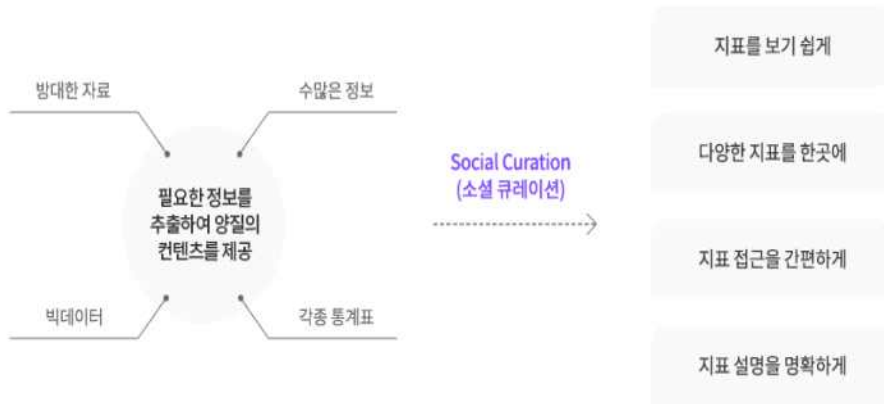 방대한 자료
수많은 정보
필요한 정보를
추출하여 양질의
컨텐츠를 제공
빅데이터
각종 통계표
Social Curation
(소셜 큐레이션)
지표를 보기 쉽게
다양한 지표를 한곳에
지표 접근을 간편하게
지표 설명을 명확하게